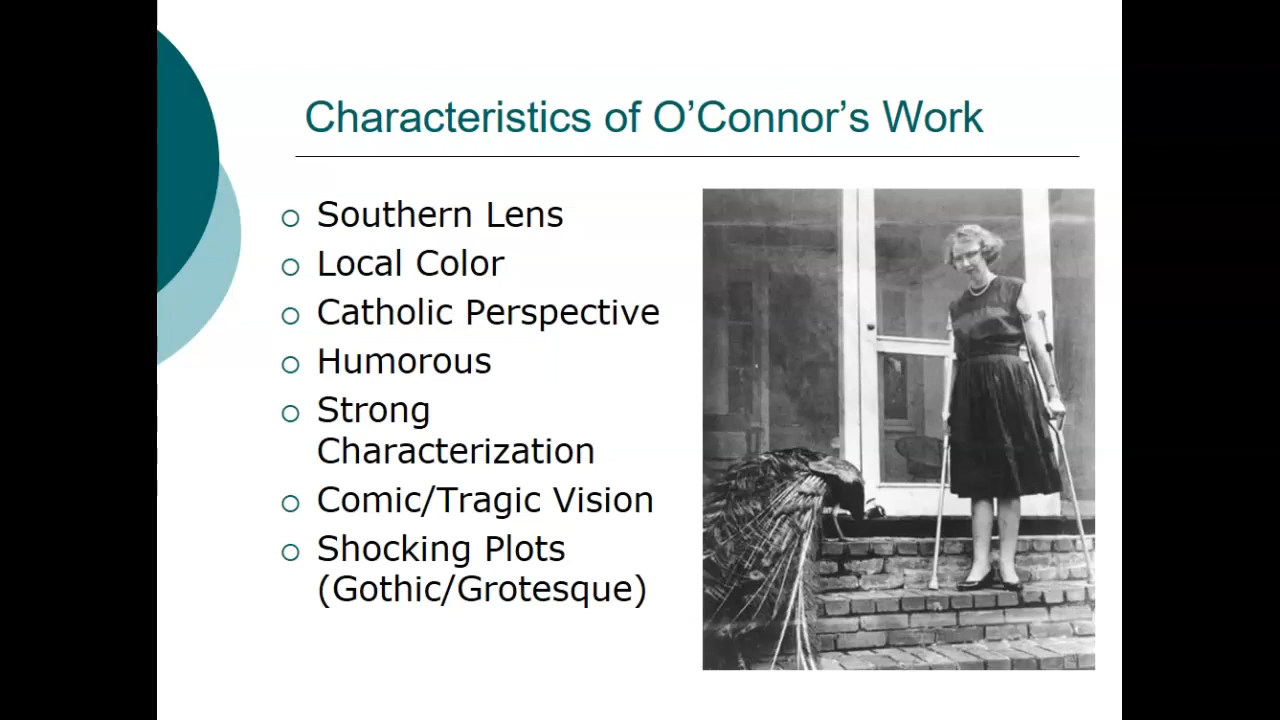 Characteristics of O’Connor’s Work
Southern Lens
Local Color
Catholic Perspective
Humorous
Strong
Characterization
Comic/Tragic Vision
Shocking Plots
(Gothic/Grotesque)